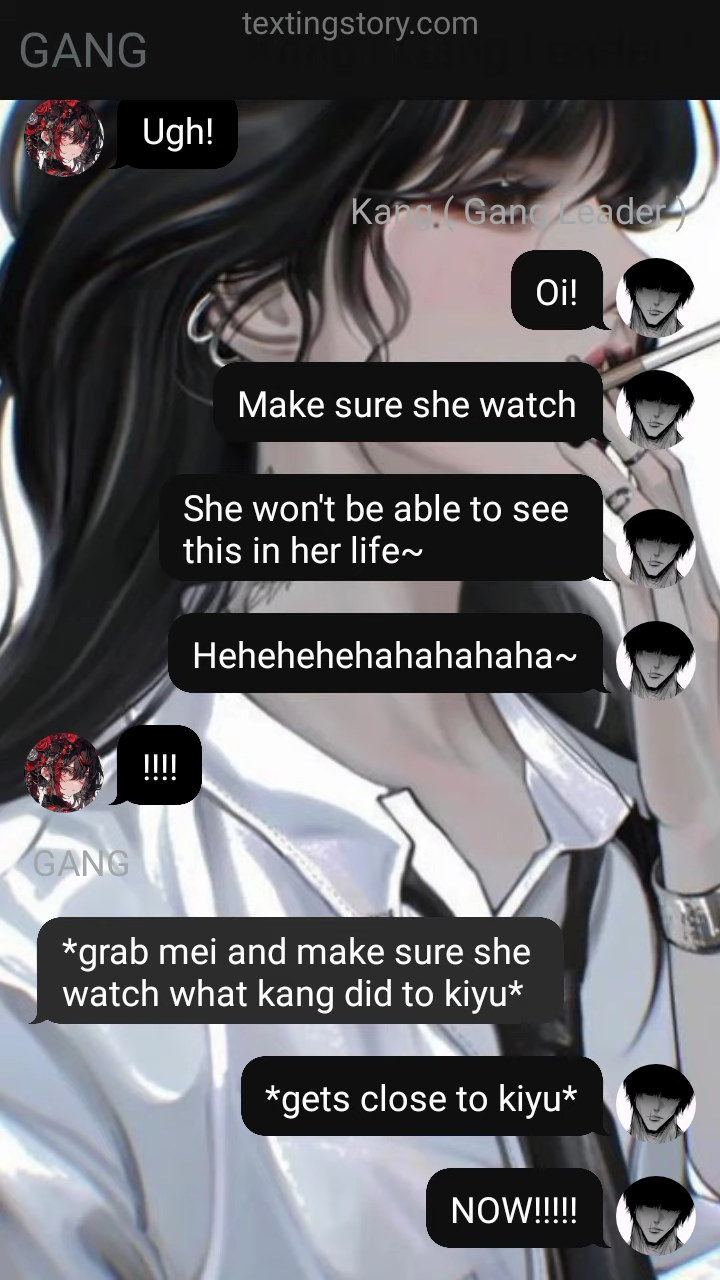 textingstory.com
GANG
Ugh!
Kang ( Gang Leader )
Oi!
Make sure she watch
She won't be able to see
this in her life~
Hehehehehahahahaha~
!!!!
GANG
*grab mei and make sure she
watch what kang did to kiyu*
*gets close to kiyu*
NOW!!!!!